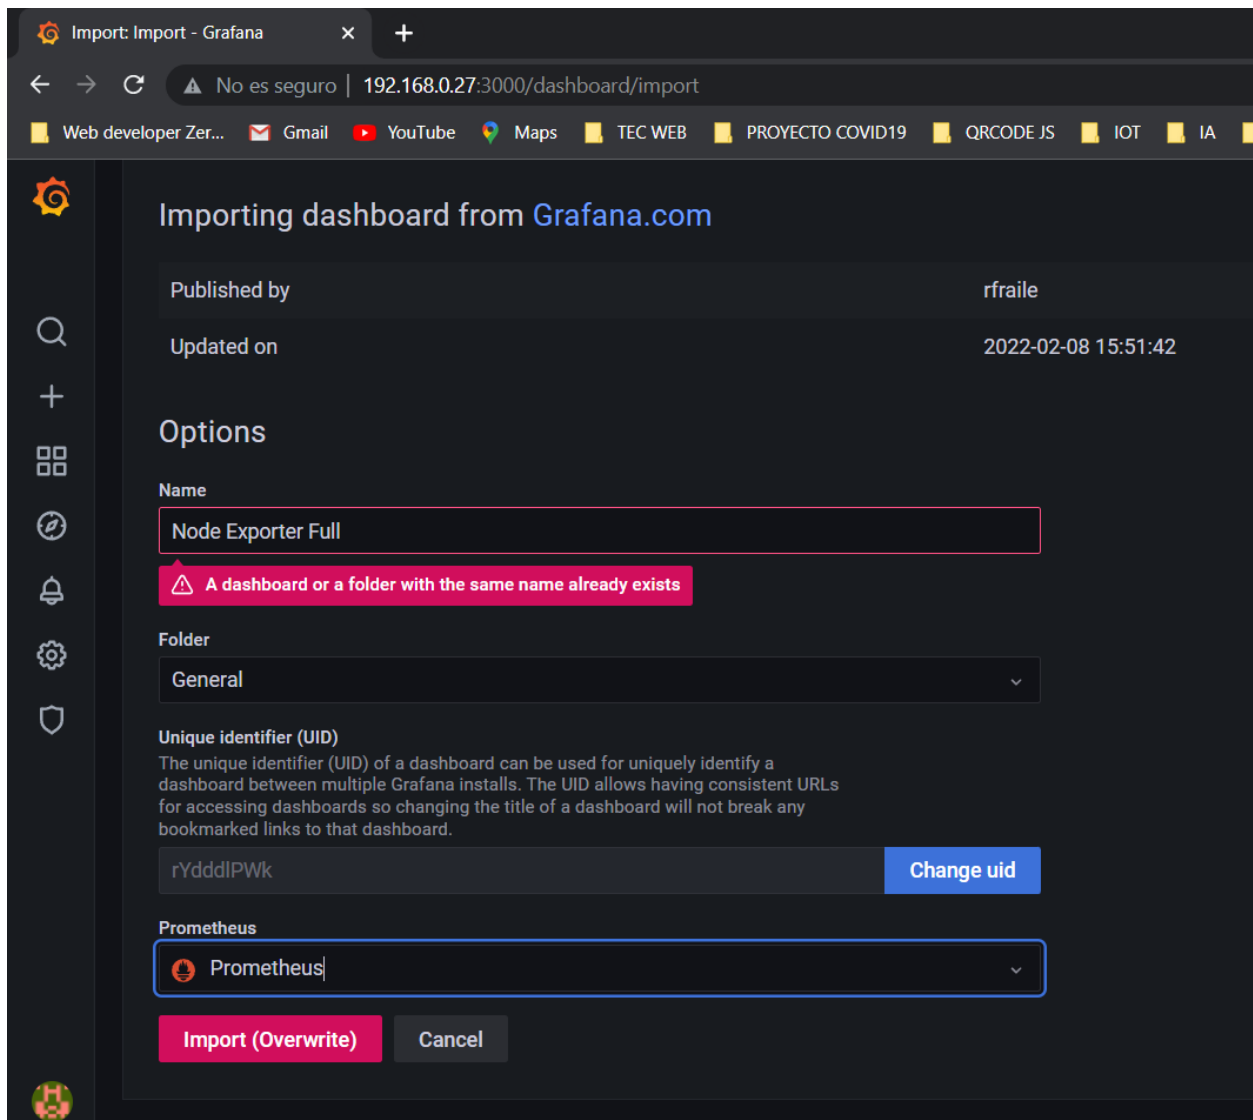 Import: Import - Grafana
No es seguro | 192.168.0.27:3000/dashboard/import
Web developer Zer... Gmail YouTube Maps TEC WEB PROYECTO COVID19 QRCODE JS IOT IA
Importing dashboard from Grafana.com
Published by rfraile
Updated on 2022-02-08 15:51:42
Options
Name
Node Exporter Full
A dashboard or a folder with the same name already exists
Folder
General
Unique identifier (UID)
The unique identifier (UID) of a dashboard can be used for uniquely identify a
dashboard between multiple Grafana installs. The UID allows having consistent URLs
for accessing dashboards so changing the title of a dashboard will not break any
bookmarked links to that dashboard.
rYdddlPWk Change uid
Prometheus
Prometheus
Import (Overwrite) Cancel